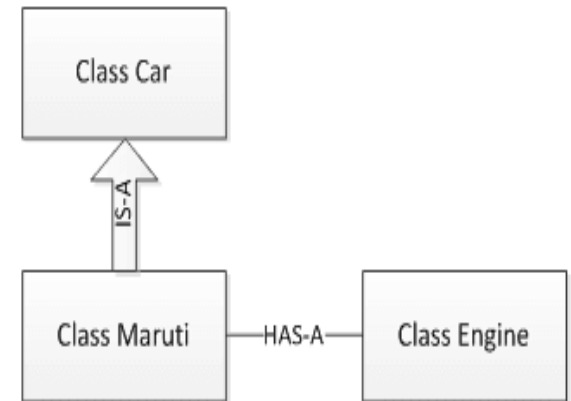 Class Car
IS-A
Class Maruti
HAS-A
Class Engine